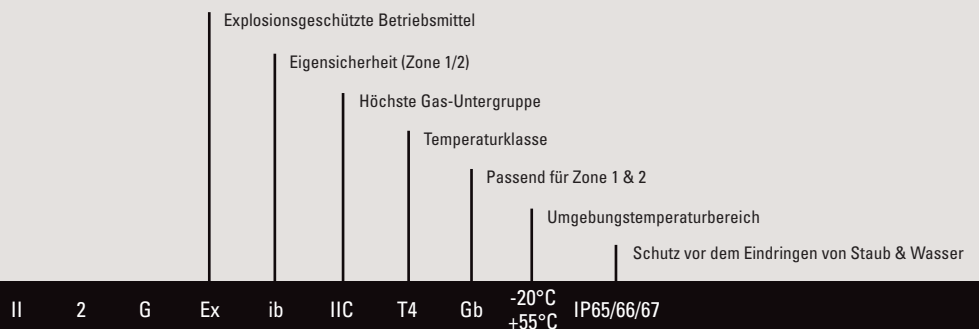 Explosionsgeschützte Betriebsmittel
Eigensicherheit (Zone 1/2)
Höchste Gas-Untergruppe
Temperaturklasse
Passend für Zone 1 & 2
Umgebungstemperaturbereich
Schutz vor dem Eindringen von Staub & Wasser
II 2 G Ex ib IIC T4 Gb -20°C IP65/66/67
+55°C